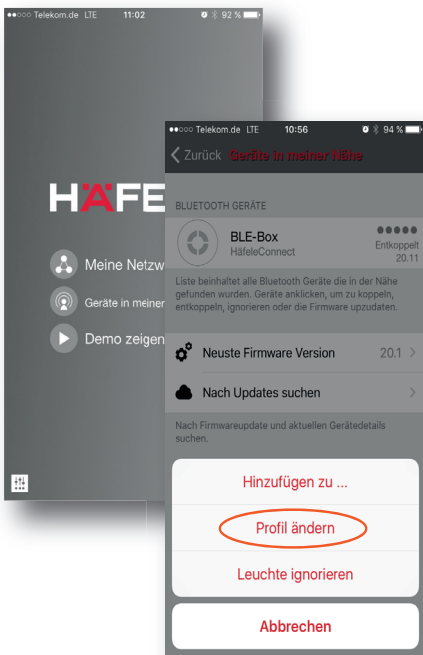 ●●○○○ Telekom.de LTE 11:02 92 %
HÄFE
Meine Netzw
Geräte in meiner
Demo zeigen
●●○○○ Telekom.de LTE 10:56 94 %
Zurück Geräte in meiner Nähe
BLUETOOTH GERÄTE
BLE-Box
HäfeleConnect
Entkoppelt
20.11
Liste beinhaltet alle Bluetooth Geräte die in der Nähe
gefunden wurden. Geräte anklicken, um zu koppeln,
entkoppeln, ignorieren oder die Firmware upzudaten.
Neuste Firmware Version 20.1
Nach Updates suchen
Nach Firmwareupdate und aktuellen Gerätedetails
suchen.
Hinzufügen zu ...
Profil ändern
Leuchte ignorieren
Abbrechen